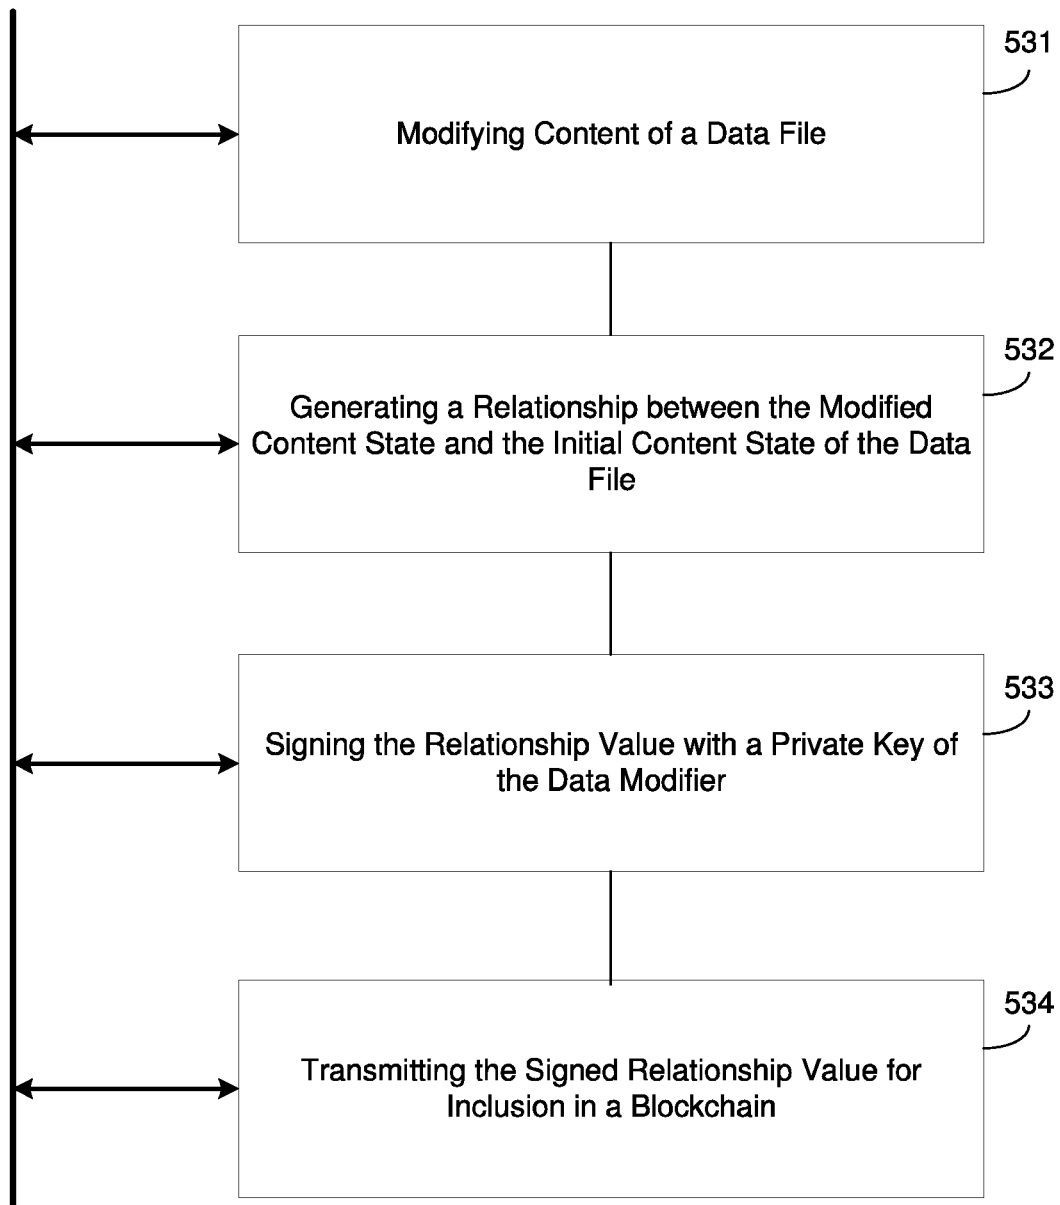 531
Modifying Content of a Data File
532
Generating a Relationship between the Modified
Content State and the Initial Content State of the Data
File
533
Signing the Relationship Value with a Private Key of
the Data Modifier
534
Transmitting the Signed Relationship Value for
Inclusion in a Blockchain